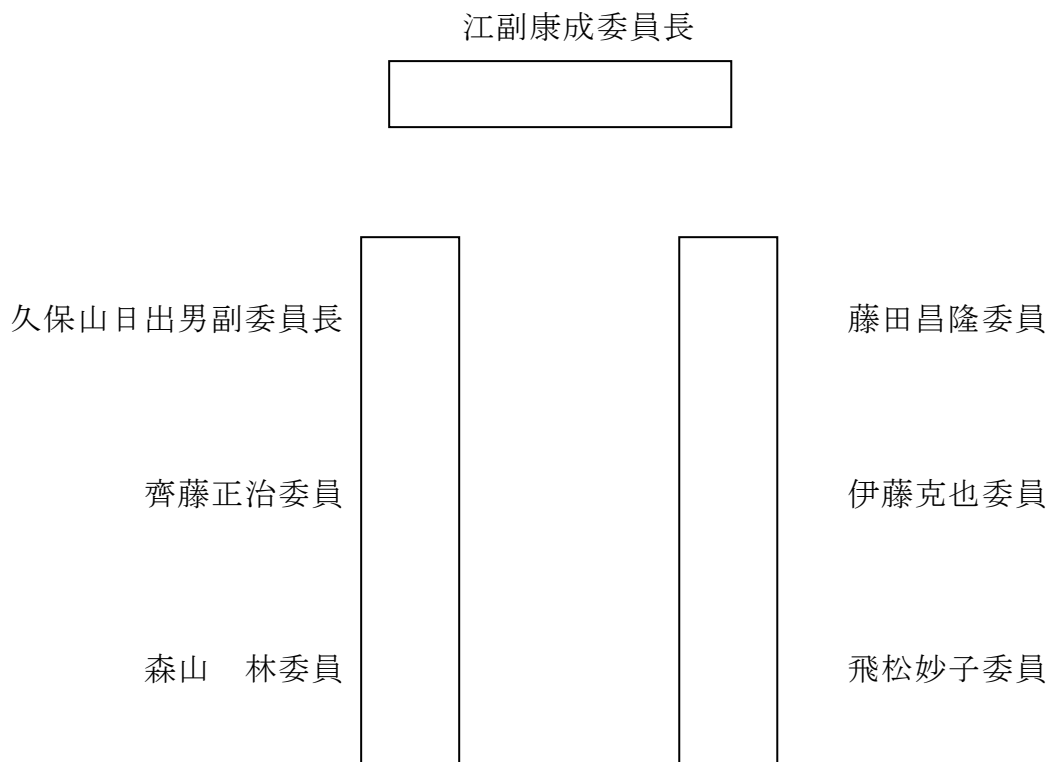 江副康成委員長
久保山日出男副委員長
藤田昌隆委員
齊藤正治委員
伊藤克也委員
森山　林委員
飛松妙子委員